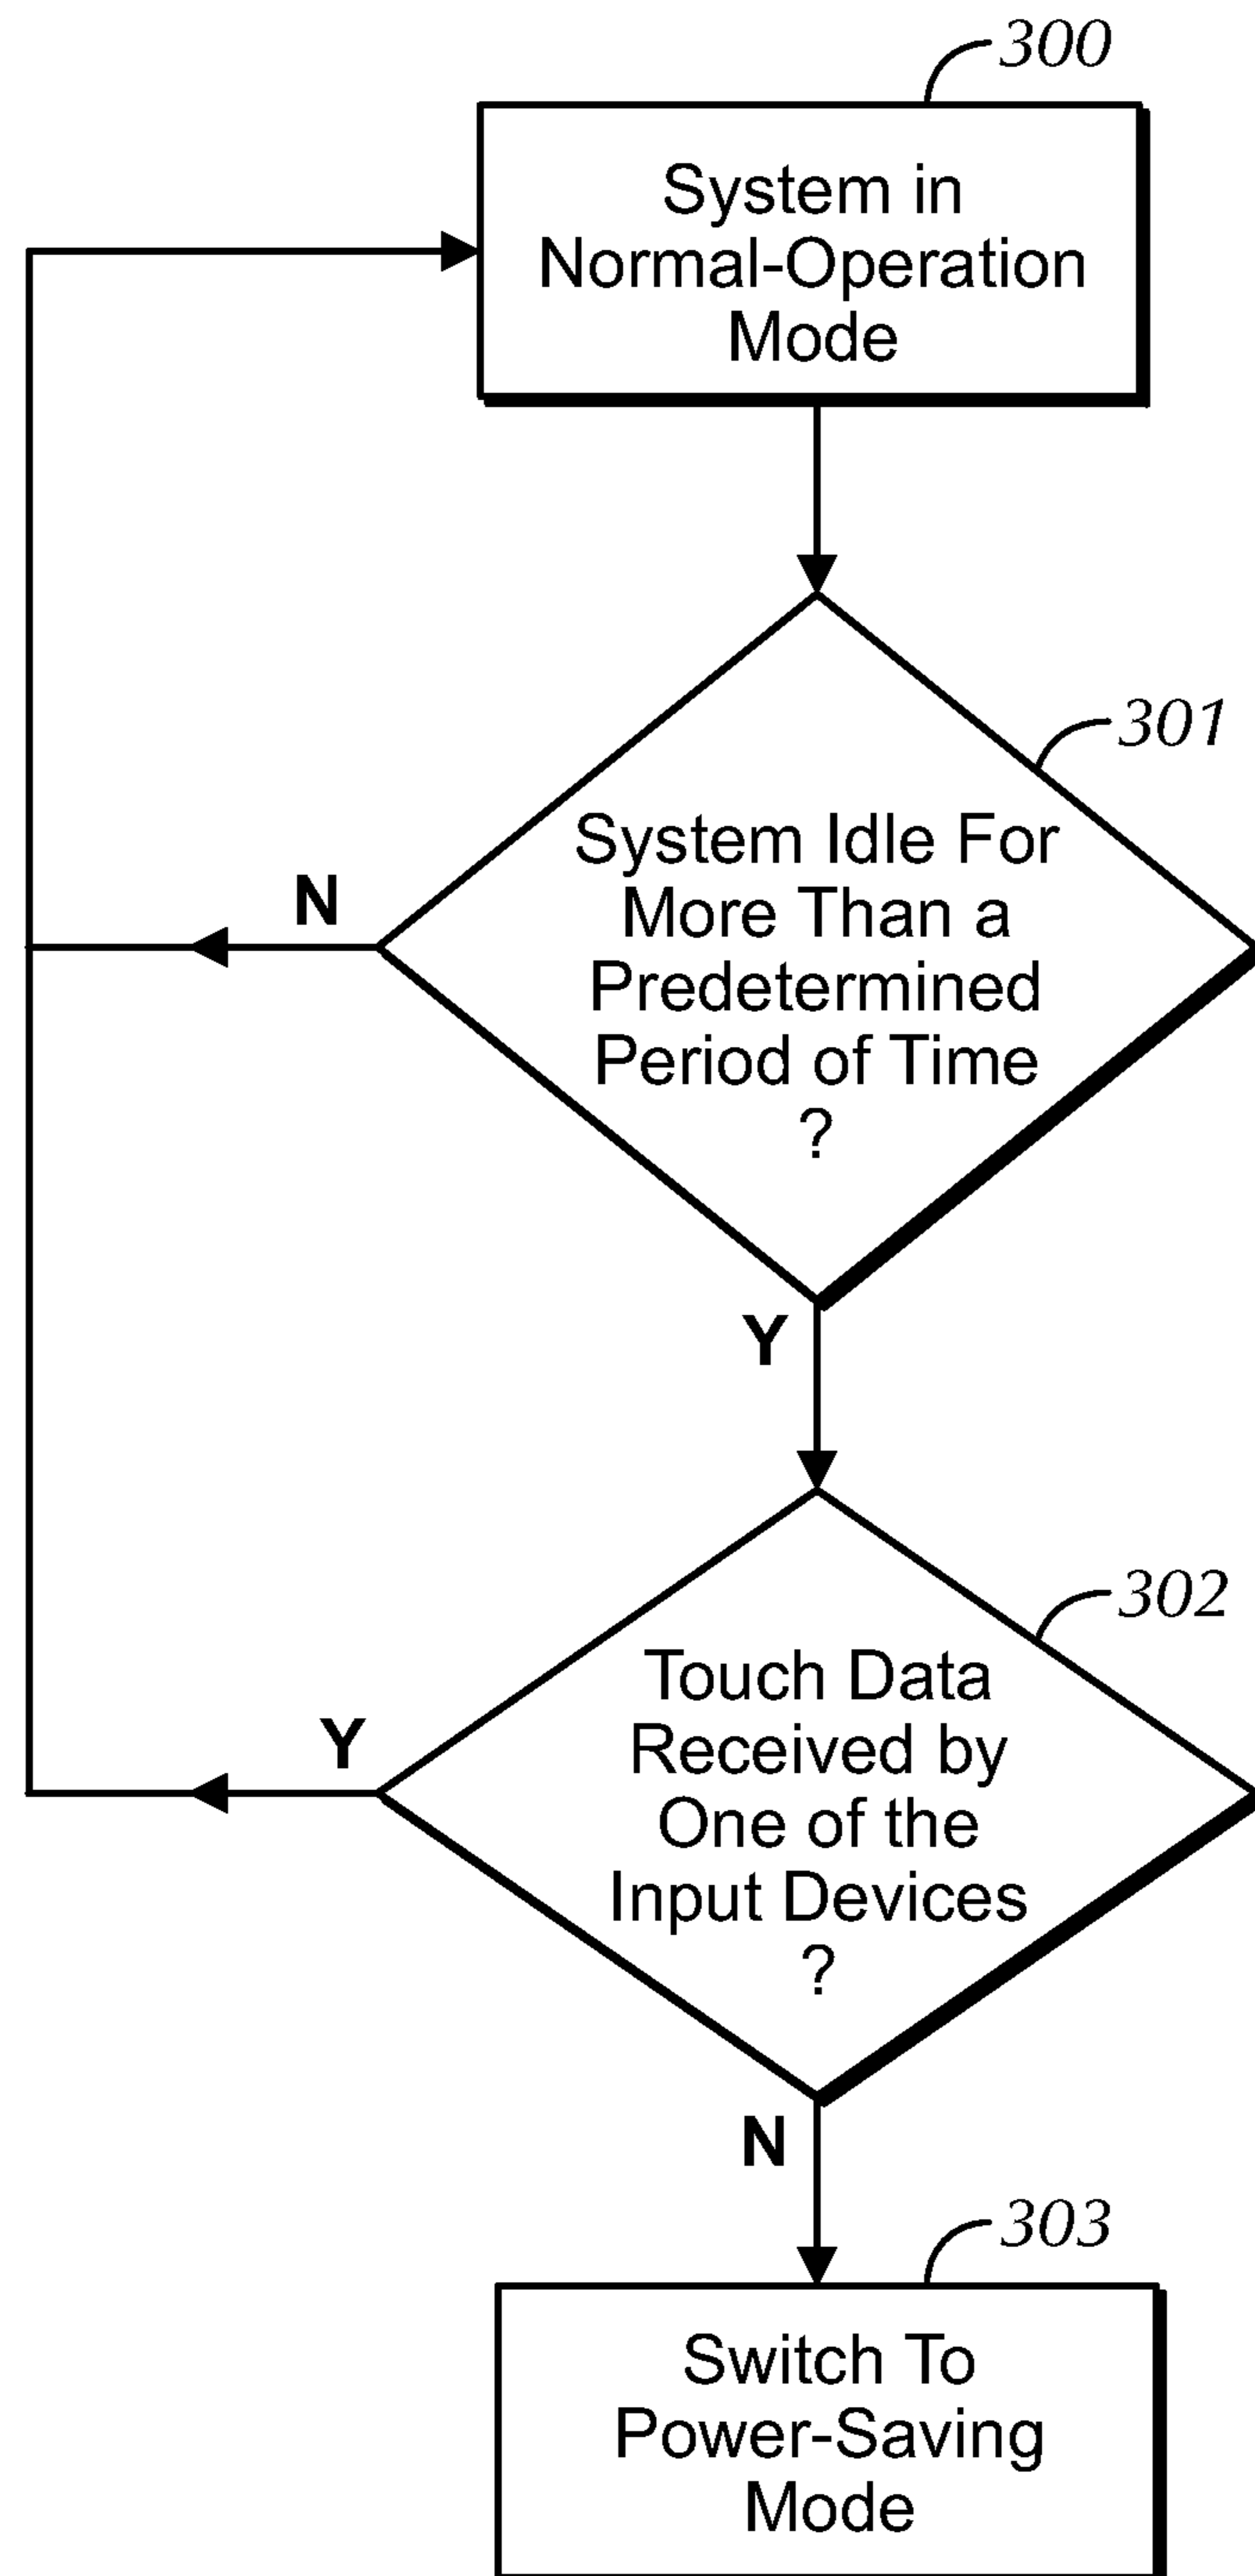 300
System in
Normal-Operation
Mode
301
System Idle For
More Than a
Predetermined
Period of Time
?
N
Y
302
Touch Data
Received by
One of the
Input Devices
?
Y
N
303
Switch To
Power-Saving
Mode